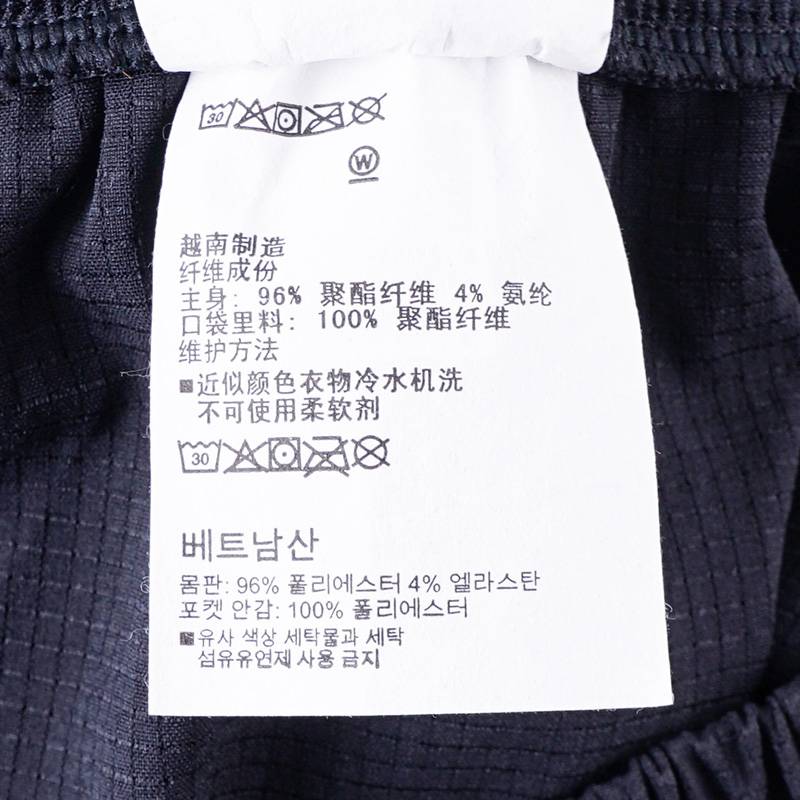 30
W
越南制造
纤维成份
主身: 96% 聚酯纤维 4% 氨纶
口袋里料: 100% 聚酯纤维
维护方法
■近似颜色衣物冷水机洗
不可使用柔软剂
30
베트남산
몸판: 96% 폴리에스터 4% 엘라스탄
포켓 안감: 100% 폴리에스터
■유사 색상 세탁물과 세탁
섬유유연제 사용 금지